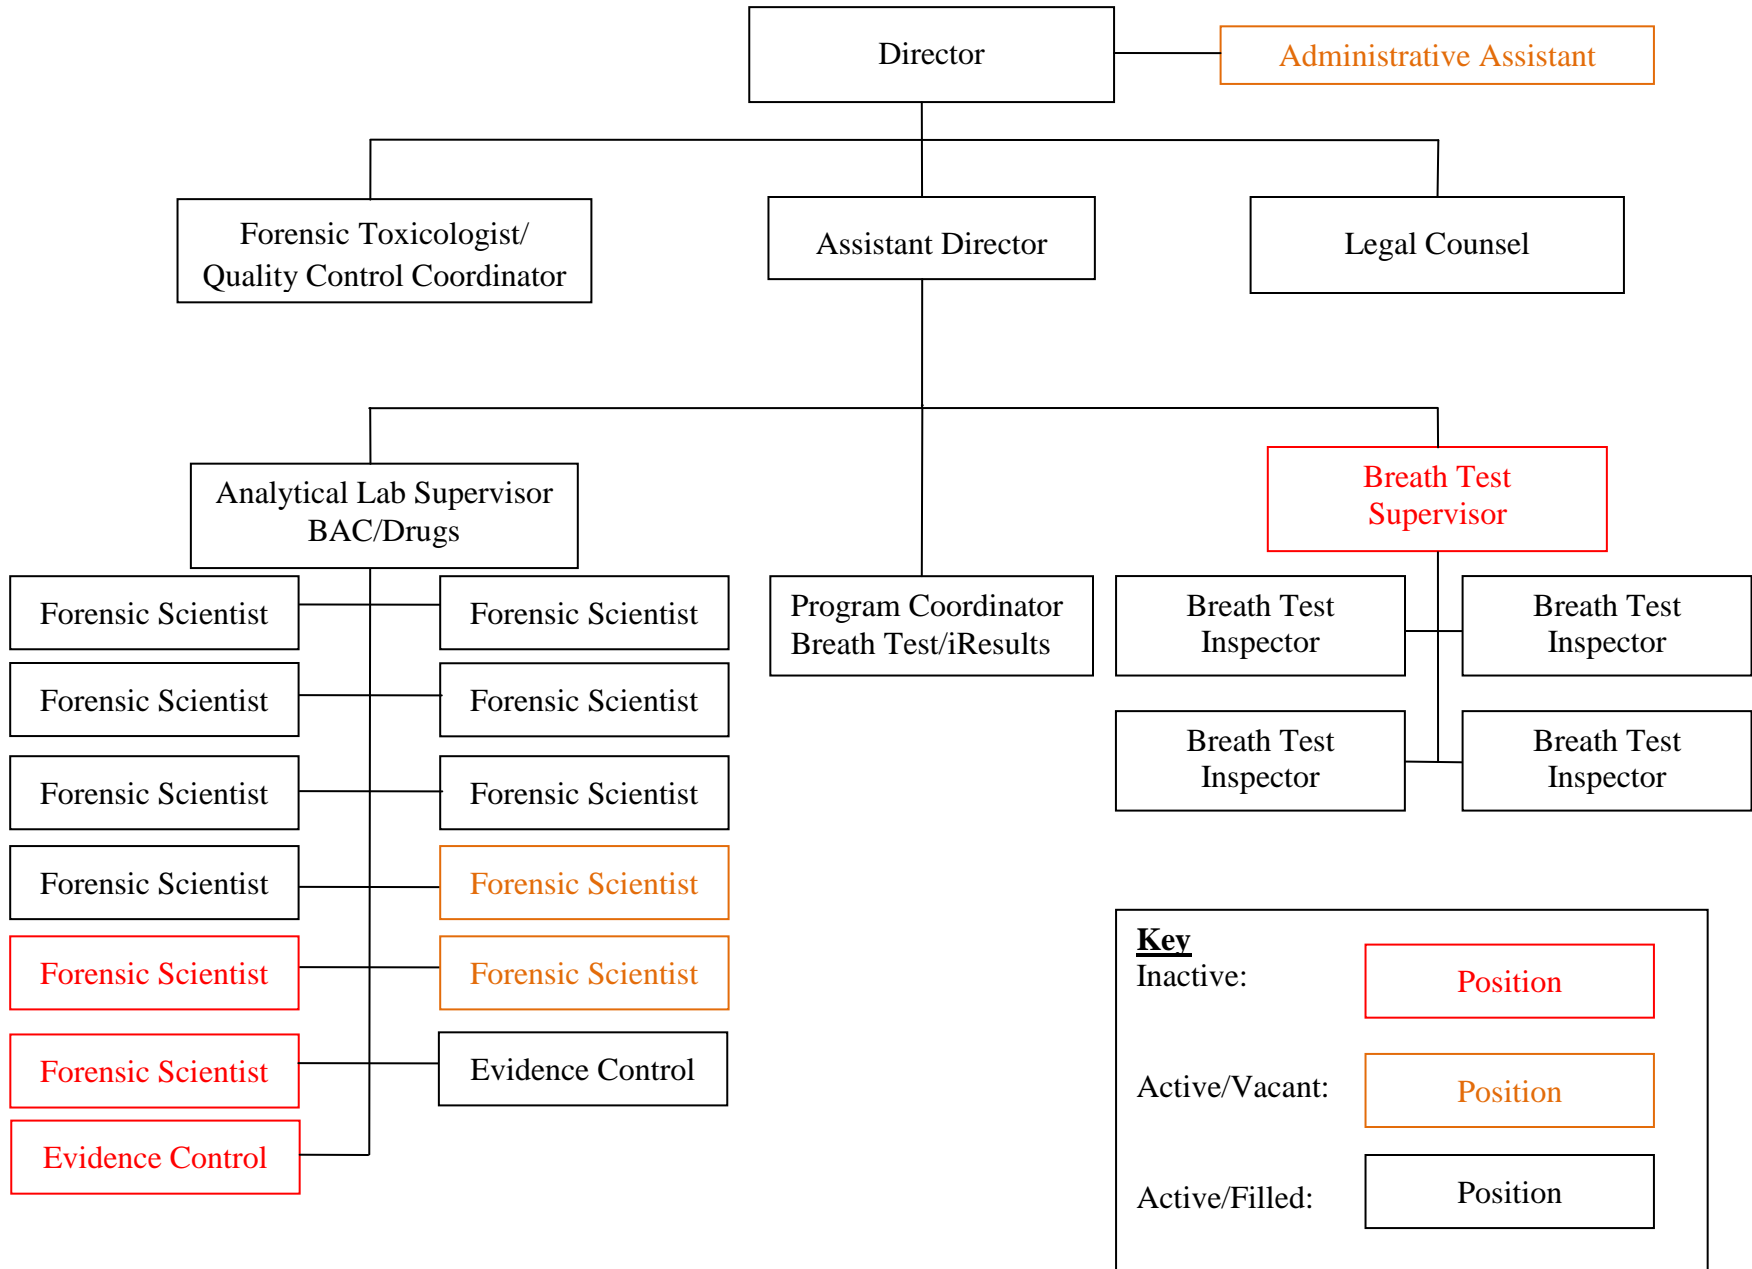 Director
Administrative Assistant
Forensic Toxicologist/
Quality Control Coordinator
Assistant Director
Legal Counsel
Analytical Lab Supervisor
BAC/Drugs
Breath Test
Supervisor
Forensic Scientist
Forensic Scientist
Forensic Scientist
Forensic Scientist
Forensic Scientist
Forensic Scientist
Forensic Scientist
Forensic Scientist
Forensic Scientist
Forensic Scientist
Forensic Scientist
Evidence Control
Evidence Control
Program Coordinator
Breath Test/iResults
Breath Test
Inspector
Breath Test
Inspector
Breath Test
Inspector
Breath Test
Inspector
Key
Inactive:
Position
Active/Vacant:
Position
Active/Filled:
Position